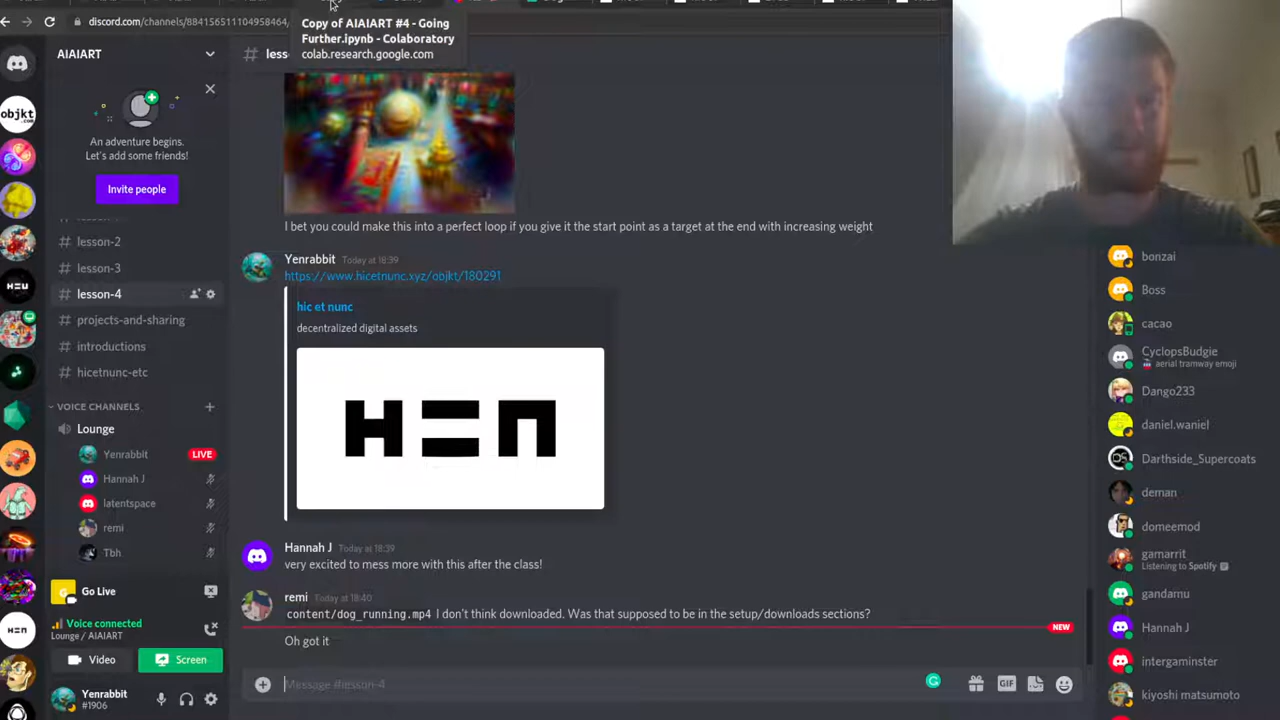 discord.com/channels/884156511110958464/
Copy of AIAIART #4 - Going
Further.ipynb - Colaboratory
colab.research.google.com
AIAIART
An adventure begins.
Let's add some friends!
Invite people
# lesson-2
# lesson-3
# lesson-4
# projects-and-sharing
# introductions
# hicetnunc-etc
VOICE CHANNELS
Lounge
Yenrabbit LIVE
Hannah J
latentspace
remi
Tbh
Go Live
Voice connected
Lounge / AIAIART
Video
Screen
Yenrabbit
#1906
objkt
.com
HEU
HEN
# less
I bet you could make this into a perfect loop if you give it the start point as a target at the end with increasing weight
Yenrabbit Today at 18:39
https://www.hicetnunc.xyz/objkt/180291
hic et nunc
decentralized digital assets
Hannah J Today at 18:39
very excited to mess more with this after the class!
remi Today at 18:40
content/dog_running.mp4 I don't think downloaded. Was that supposed to be in the setup/downloads sections?
NEW
Oh got it
Message #lesson-4
GIF
bonzai
Boss
cacao
CyclopsBudgie
aerial tramway emoji
Dango233
daniel.waniel
Darthside_Supercoats
deman
domeemod
gamarrit
Listening to Spotify
gandamu
Hannah J
intergaminster
kiyoshi matsumoto